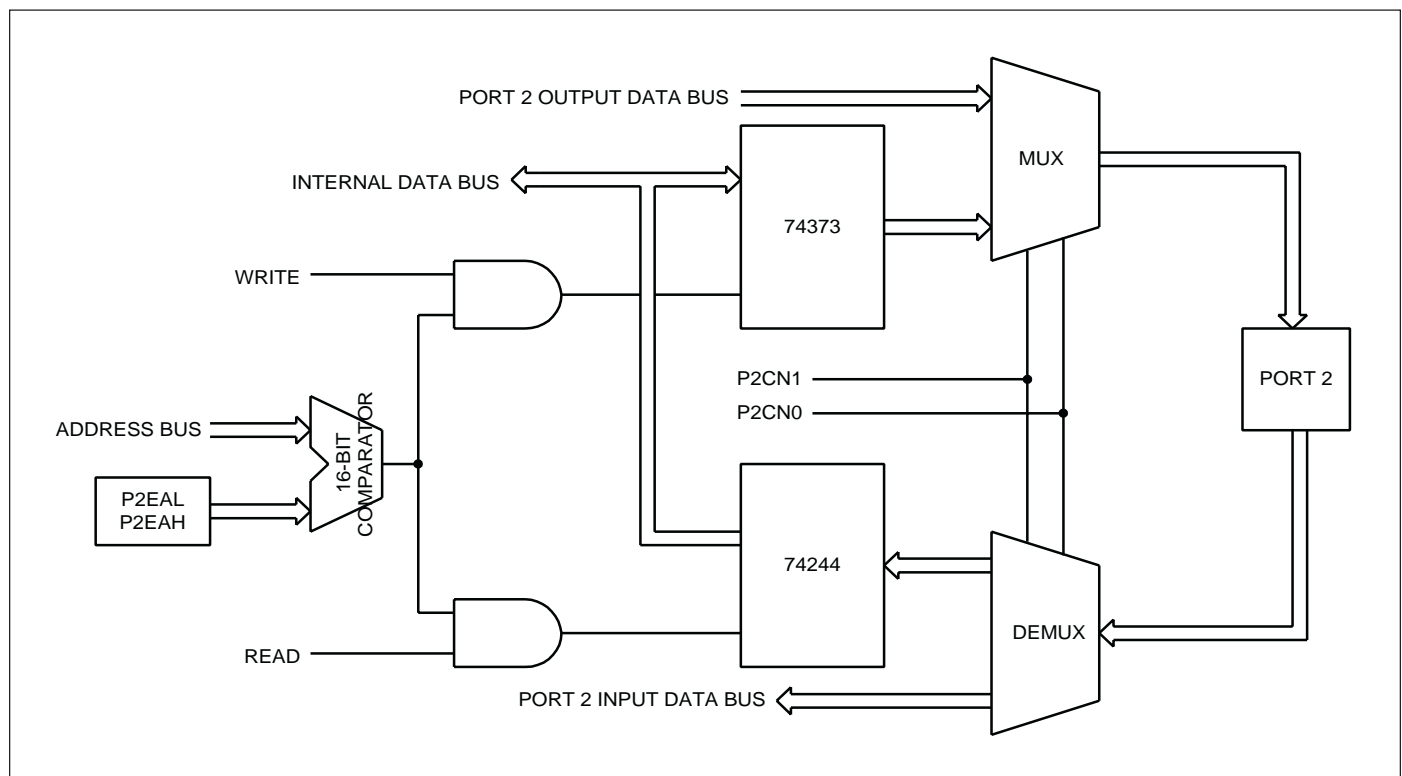 PORT 2 OUTPUT DATA BUS
MUX
INTERNAL DATA BUS
74373
WRITE
P2CN1
PORT 2
P2CN0
ADDRESS BUS
16-BIT
COMPARATOR
P2EAL
P2EAH
74244
DEMUX
READ
PORT 2 INPUT DATA BUS